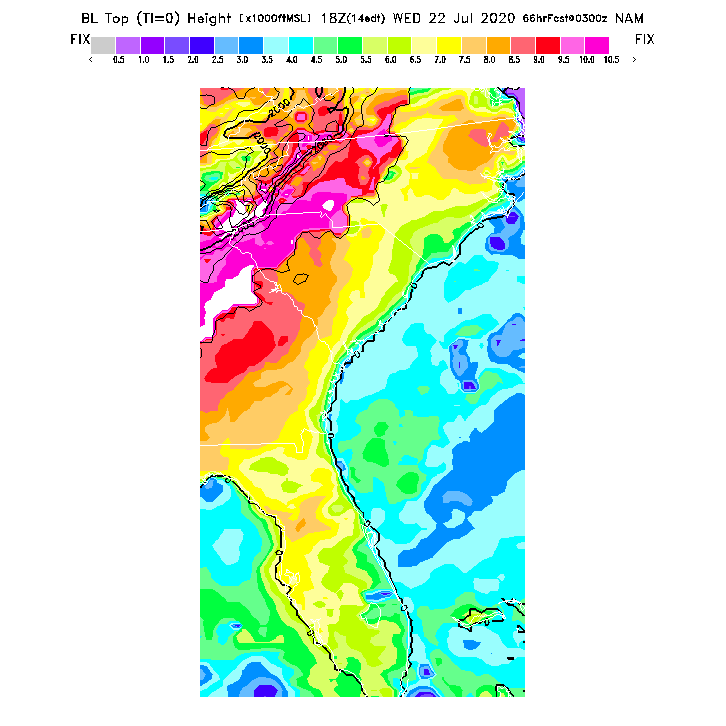 BL Top (TI=0) Height [x1000ftMSL] 18Z(14edt) WED 22 Jul 2020 66hrFcst@0300z NAM
FIX FIX
< 0.5 1.0 1.5 2.0 2.5 3.0 3.5 4.0 4.5 5.0 5.5 6.0 6.5 7.0 7.5 8.0 8.5 9.0 9.5 10.0 10.5 >
2000
2000